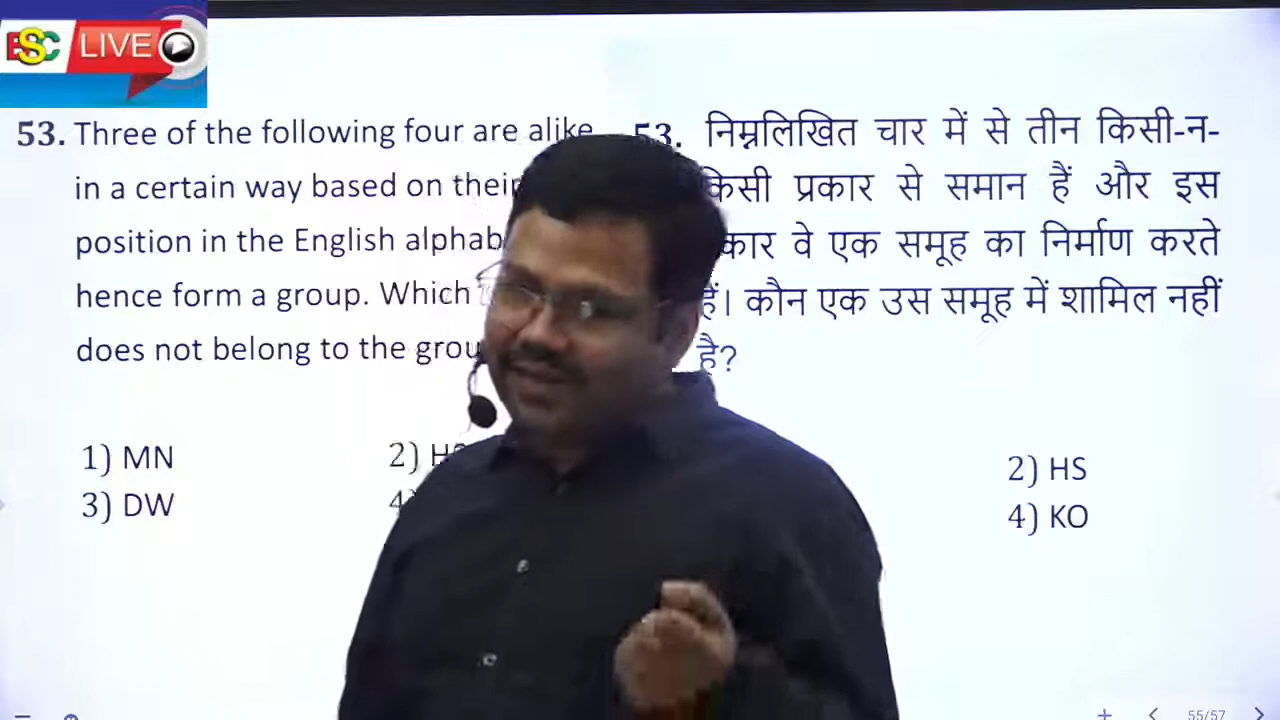 ESC LIVE
53. Three of the following four are alike
in a certain way based on their
position in the English
hence form a group. Which
does not belong to the
1) MN
2)
3) DW
53. निम्नलिखित चार में से तीन किसी-न-
किसी प्रकार से समान हैं और इस
वे एक समूह का निर्माण करते
हैं। कौन एक उस समूह में शामिल नहीं
है?
2) HS
4) KO
55/57